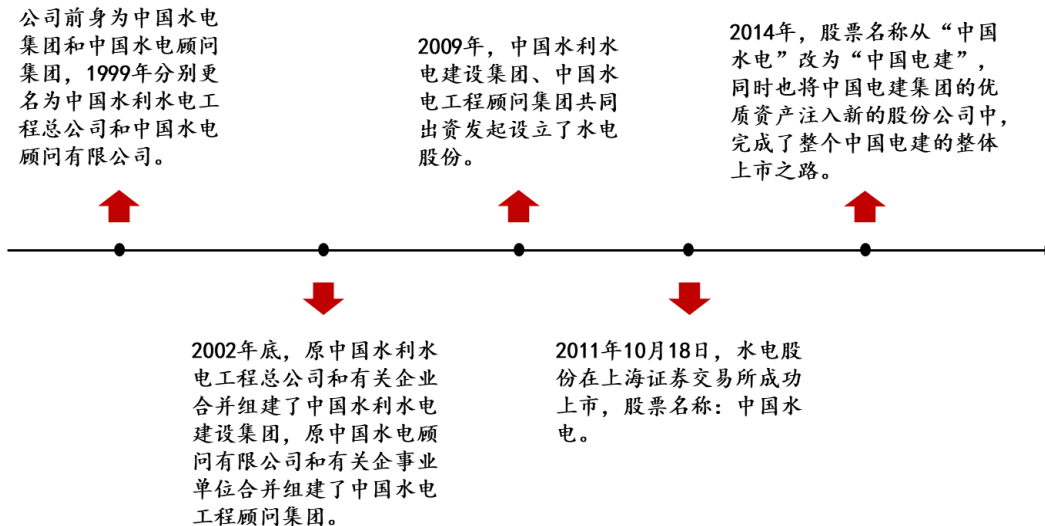 公司前身为中国水电
集团和中国水电顾问
集团，1999年分别更
名为中国水利水电工
程总公司和中国水电
顾问有限公司。
2002年底，原中国水利水
电工程总公司和有关企业
合并组建了中国水利水电
建设集团，原中国水电顾
问有限公司和有关企事业
单位合并组建了中国水电
工程顾问集团。
2009年，中国水利水
电建设集团、中国水
电工程顾问集团共同
出资发起设立了水电
股份。
2011年10月18日，水电股
份在上海证券交易所成功
上市，股票名称：中国水
电。
2014年，股票名称从“中国
水电”改为“中国电建”，
同时也将中国电建集团的优
质资产注入新的股份公司中，
完成了整个中国电建的整体
上市之路。